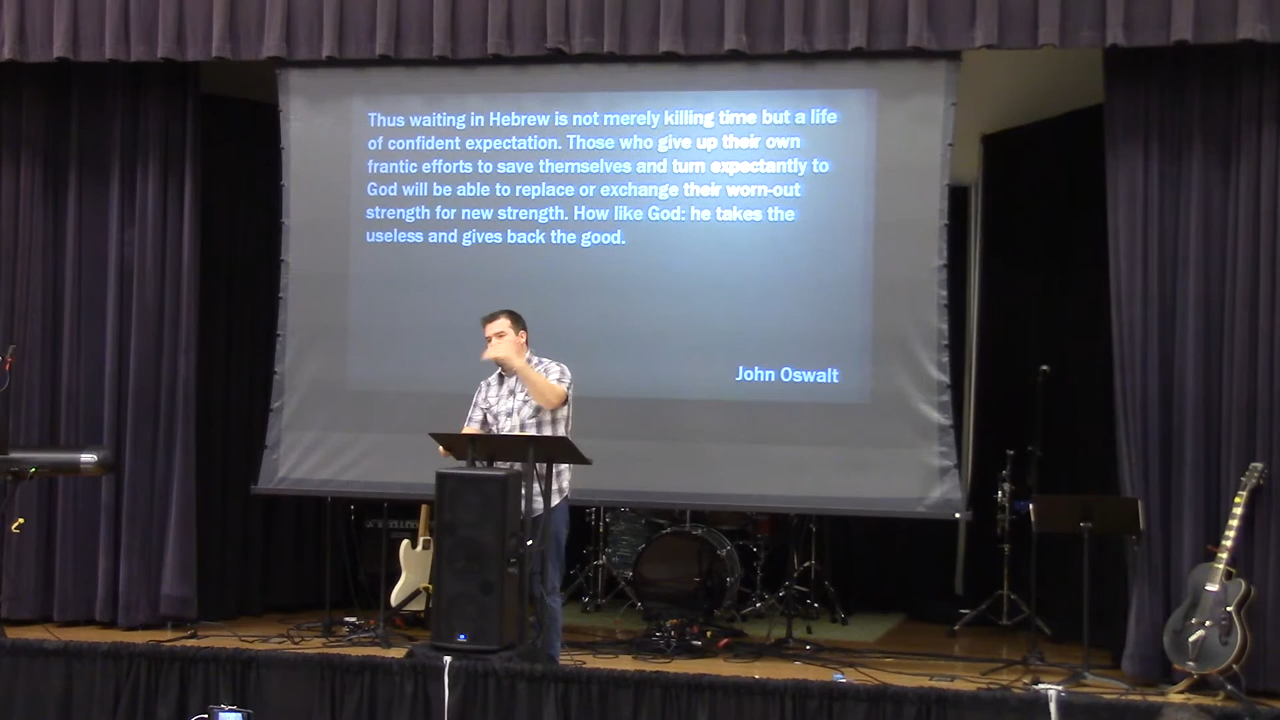 Thus waiting in Hebrew is not merely killing time but a life
of confident expectation. Those who give up their own
frantic efforts to save themselves and turn expectantly to
God will be able to replace or exchange their worn-out
strength for new strength. How like God: he takes the
useless and gives back the good.
John Oswalt